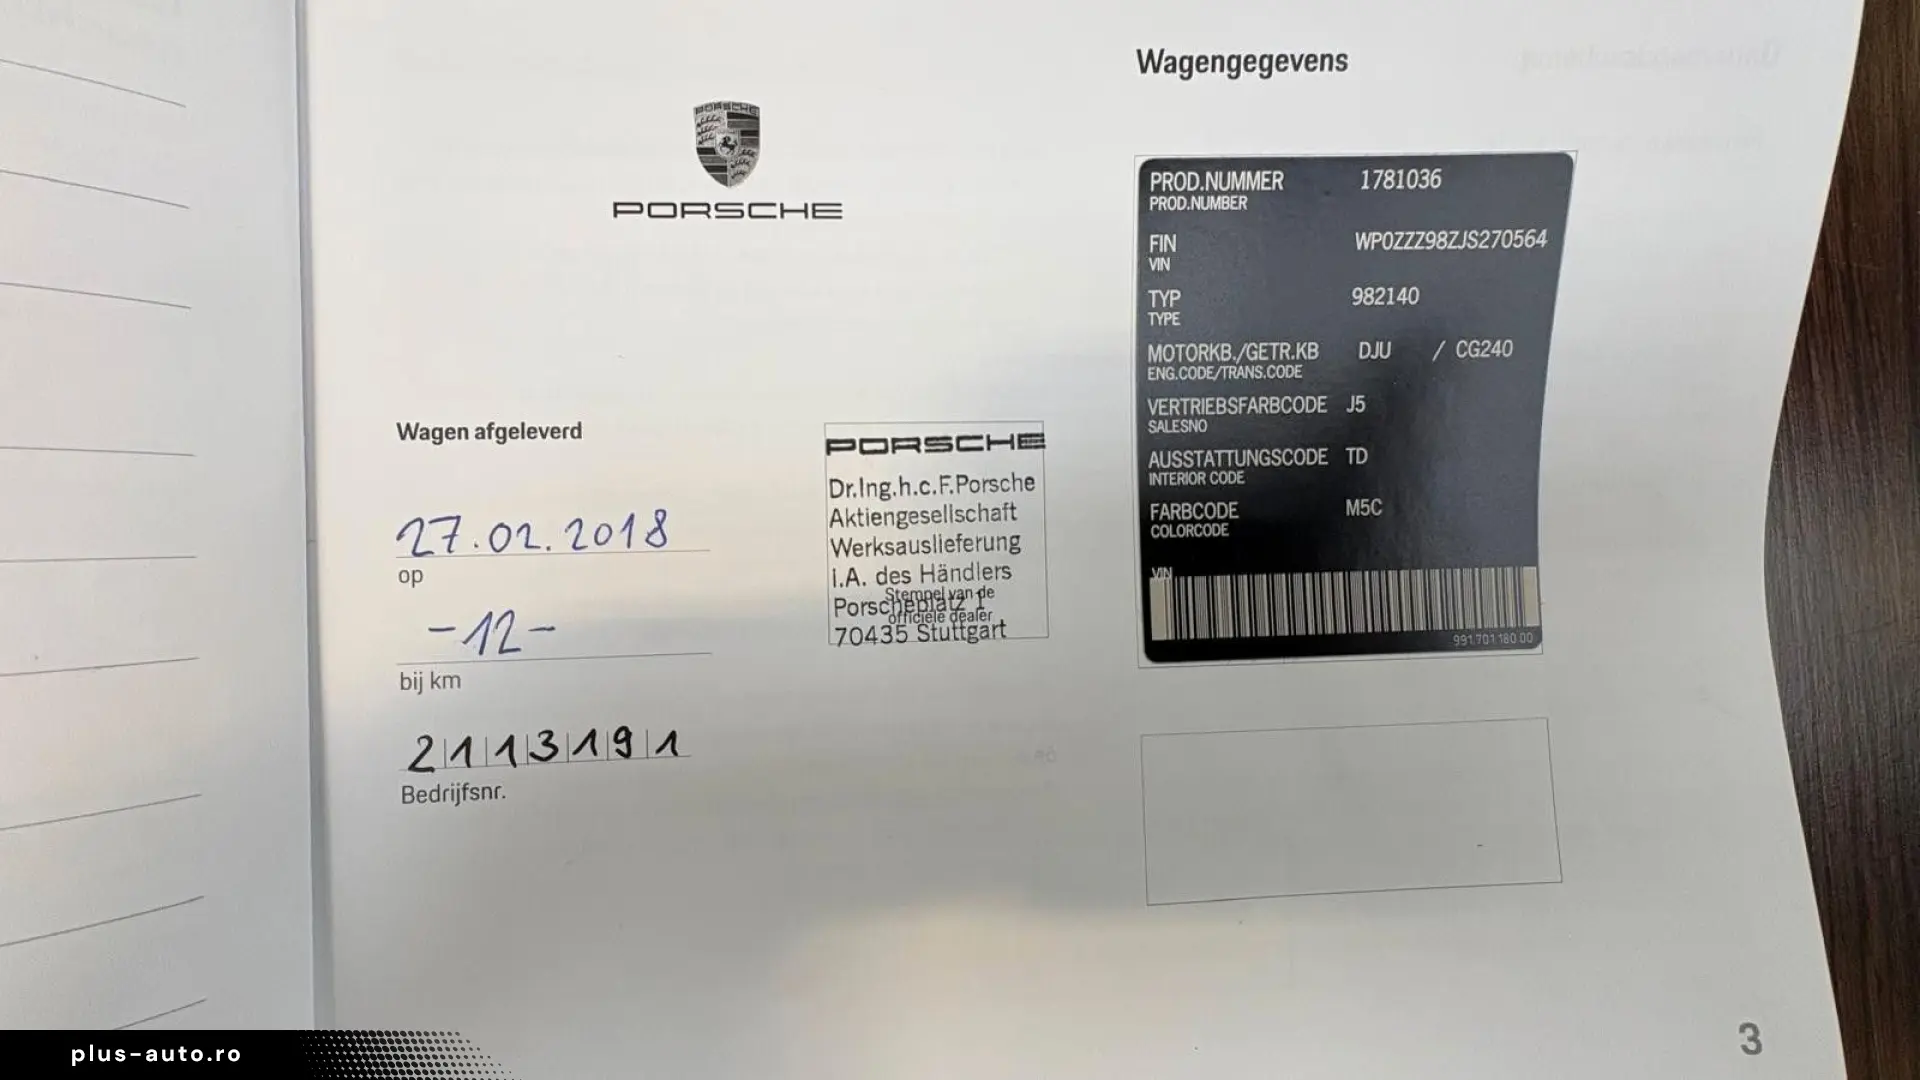 PORSCHE
PORSCHE
Wagen afgeleverd
27.02.2018
op
-12-
bij km
2113191
Bedrijfsnr.
PORSCHE
Dr.Ing.h.c.F.Porsche
Aktiengesellschaft
Werksauslieferung
i.A. des Händlers
Porscheplatz 1
70435 Stuttgart
Stempel van de
officiële dealer
Wagengegevens
PROD.NUMMER 1781036
PROD.NUMBER
FIN WP0ZZZ98ZJS270564
VIN
TYP 982140
TYPE
MOTORKB./GETR.KB DJU / CG240
ENG.CODE/TRANS.CODE
VERTRIEBSFARBCODE J5
SALESNO
AUSSTATTUNGSCODE TD
INTERIOR CODE
FARBCODE M5C
COLORCODE
VIN
991.701.180.00
3
plus-auto.ro